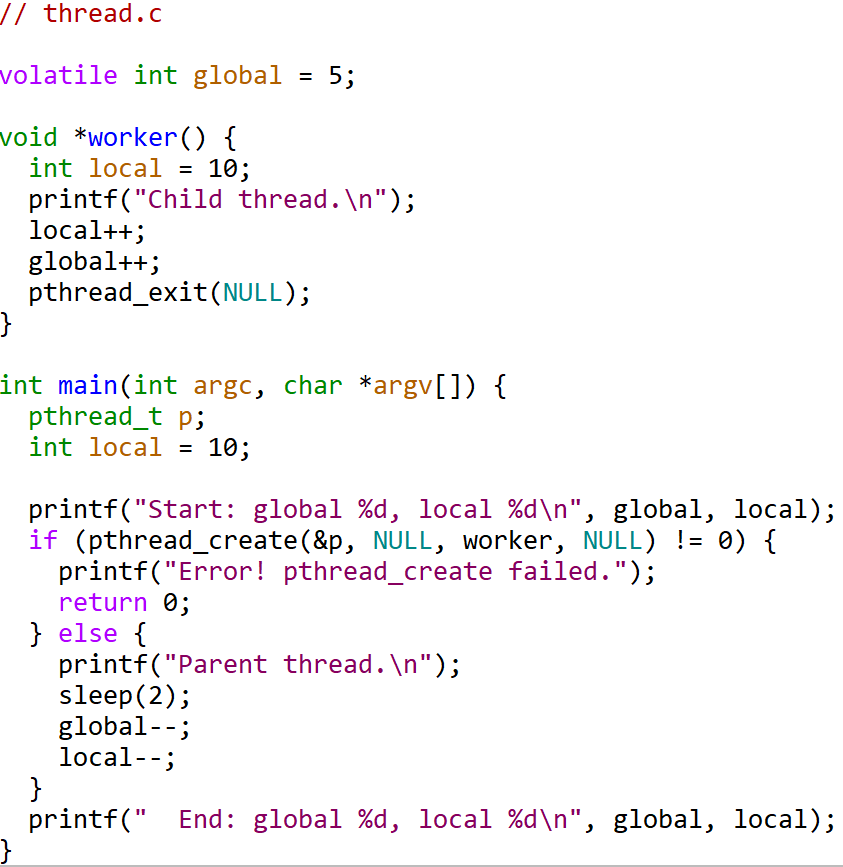 // thread.c
volatile int global = 5;
void *worker() {
  int local = 10;
  printf("Child thread.\n");
  local++;
  global++;
  pthread_exit(NULL);
}
int main(int argc, char *argv[]) {
  pthread_t p;
  int local = 10;
  printf("Start: global %d, local %d\n", global, local);
  if (pthread_create(&p, NULL, worker, NULL) != 0) {
    printf("Error! pthread_create failed.");
    return 0;
  } else {
    printf("Parent thread.\n");
    sleep(2);
    global--;
    local--;
  }
  printf("  End: global %d, local %d\n", global, local);
}